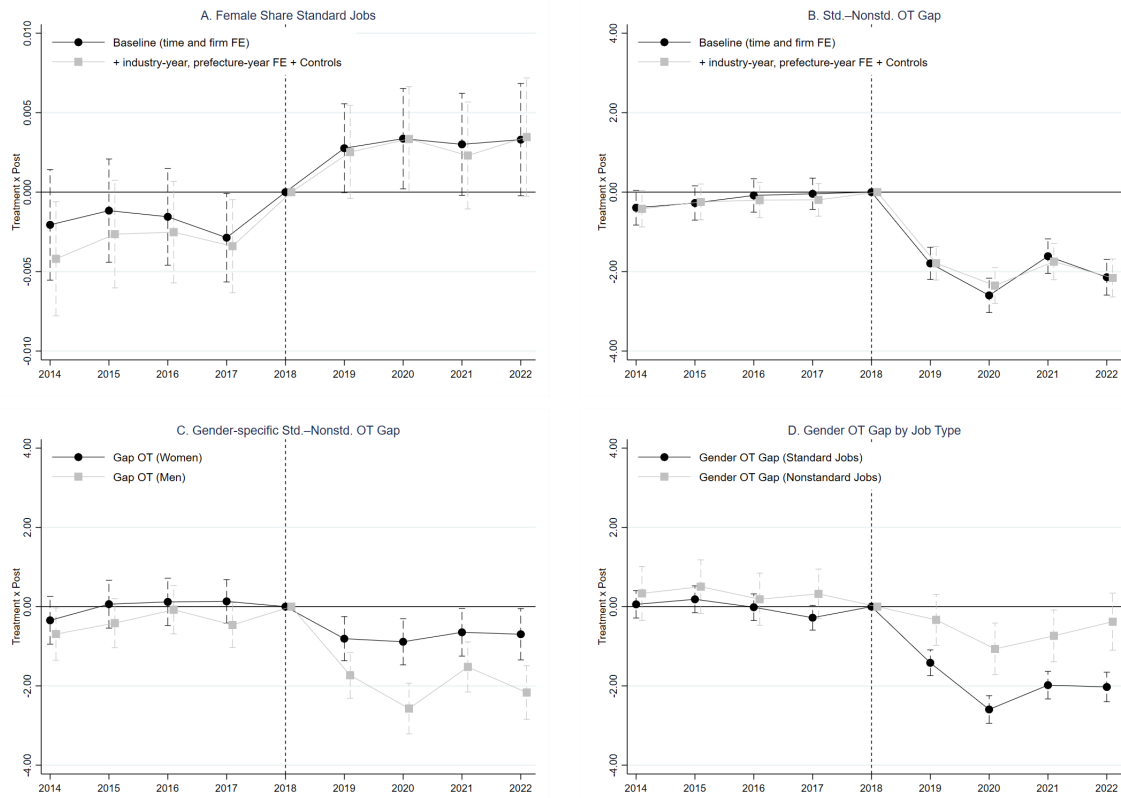 A. Female Share Standard Jobs
Baseline (time and firm FE)
+ industry-year, prefecture-year FE + Controls
Treatment x Post
0.010
0.005
0.000
-0.005
-0.010
2014 2015 2016 2017 2018 2019 2020 2021 2022
B. Std.–Nonstd. OT Gap
Baseline (time and firm FE)
+ industry-year, prefecture-year FE + Controls
Treatment x Post
4.00
2.00
0.00
-2.00
-4.00
2014 2015 2016 2017 2018 2019 2020 2021 2022
C. Gender-specific Std.–Nonstd. OT Gap
Gap OT (Women)
Gap OT (Men)
Treatment x Post
4.00
2.00
0.00
-2.00
-4.00
2014 2015 2016 2017 2018 2019 2020 2021 2022
D. Gender OT Gap by Job Type
Gender OT Gap (Standard Jobs)
Gender OT Gap (Nonstandard Jobs)
Treatment x Post
4.00
2.00
0.00
-2.00
-4.00
2014 2015 2016 2017 2018 2019 2020 2021 2022